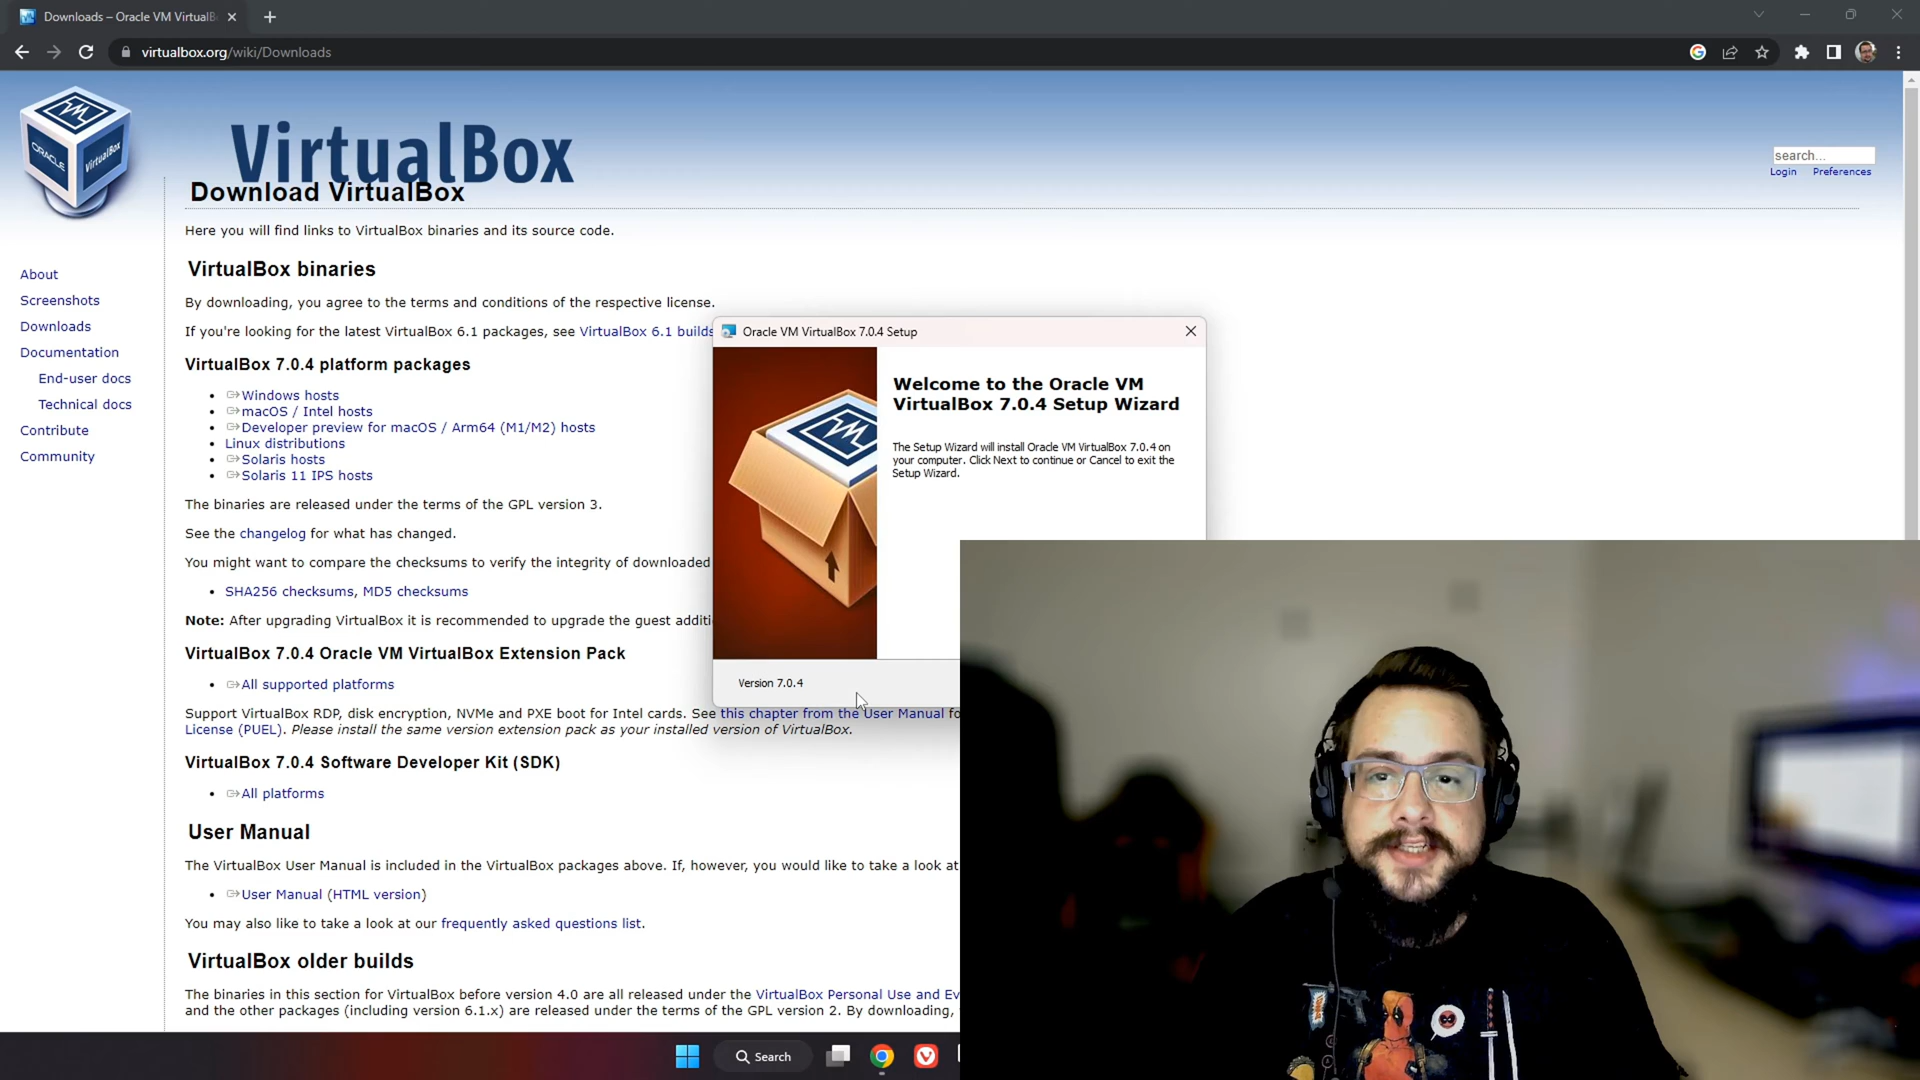 Downloads – Oracle VM VirtualB
virtualbox.org/wiki/Downloads
ORACLE
VirtualBox
VirtualBox
search...
Login Preferences
Download VirtualBox
Here you will find links to VirtualBox binaries and its source code.
About
Screenshots
Downloads
Documentation
End-user docs
Technical docs
Contribute
Community
VirtualBox binaries
By downloading, you agree to the terms and conditions of the respective license.
If you're looking for the latest VirtualBox 6.1 packages, see VirtualBox 6.1 builds
VirtualBox 7.0.4 platform packages
Windows hosts
macOS / Intel hosts
Developer preview for macOS / Arm64 (M1/M2) hosts
Linux distributions
Solaris hosts
Solaris 11 IPS hosts
The binaries are released under the terms of the GPL version 3.
See the changelog for what has changed.
You might want to compare the checksums to verify the integrity of downloaded
SHA256 checksums, MD5 checksums
Note: After upgrading VirtualBox it is recommended to upgrade the guest additi
VirtualBox 7.0.4 Oracle VM VirtualBox Extension Pack
All supported platforms
Support VirtualBox RDP, disk encryption, NVMe and PXE boot for Intel cards. See this chapter from the User Manual fo
License (PUEL). Please install the same version extension pack as your installed version of VirtualBox.
VirtualBox 7.0.4 Software Developer Kit (SDK)
All platforms
User Manual
The VirtualBox User Manual is included in the VirtualBox packages above. If, however, you would like to take a look at
User Manual (HTML version)
You may also like to take a look at our frequently asked questions list.
VirtualBox older builds
The binaries in this section for VirtualBox before version 4.0 are all released under the VirtualBox Personal Use and Ev
and the other packages (including version 6.1.x) are released under the terms of the GPL version 2. By downloading,
Oracle VM VirtualBox 7.0.4 Setup
Welcome to the Oracle VM
VirtualBox 7.0.4 Setup Wizard
The Setup Wizard will install Oracle VM VirtualBox 7.0.4 on
your computer. Click Next to continue or Cancel to exit the
Setup Wizard.
Version 7.0.4
Search